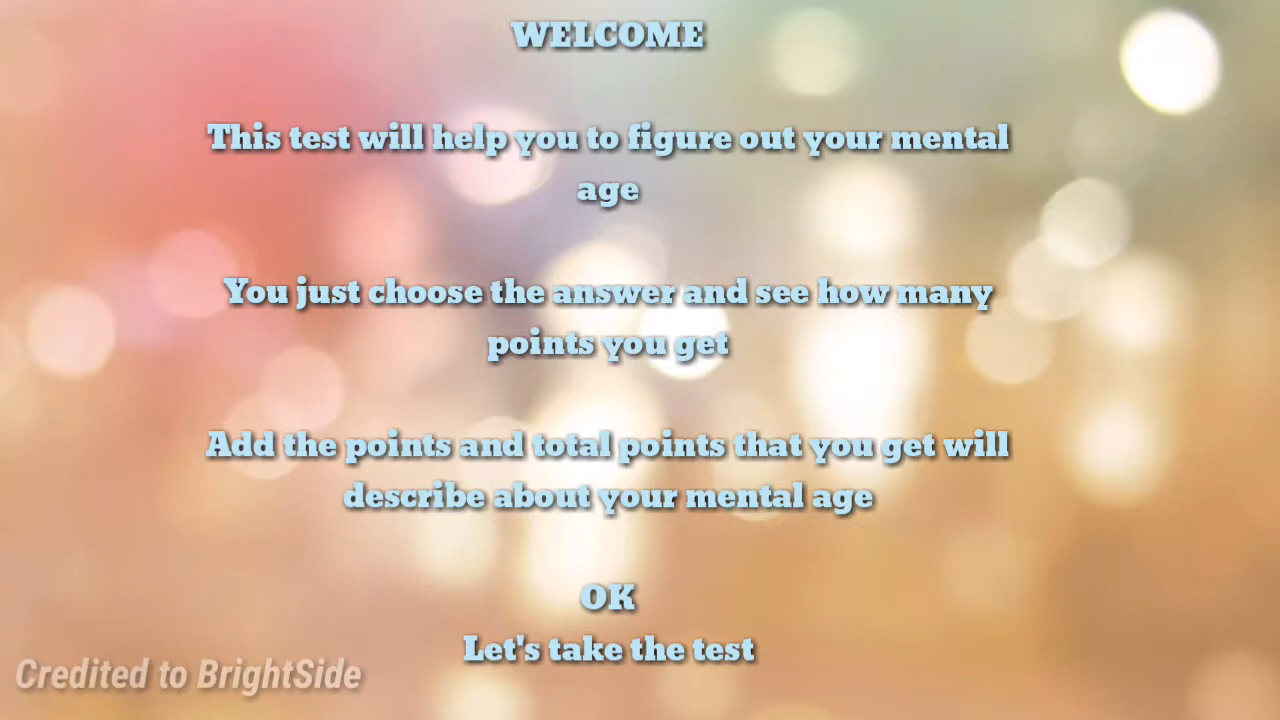 WELCOME
This test will help you to figure out your mental
age
You just choose the answer and see how many
points you get
Add the points and total points that you get will
describe about your mental age
OK
Let's take the test
Credited to BrightSide